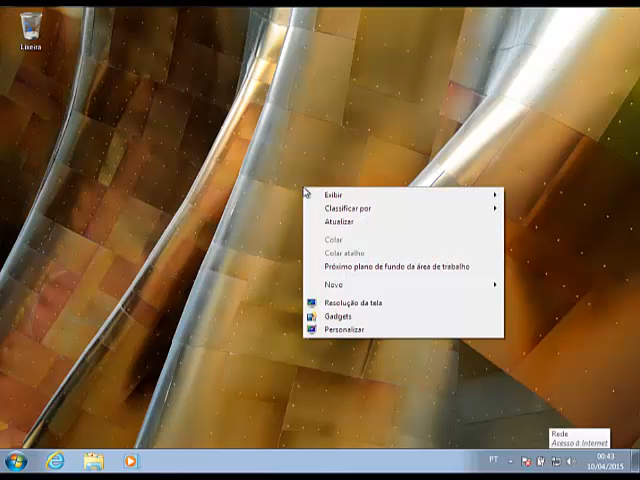 Lixeira
Exibir
Classificar por
Atualizar
Colar
Colar atalho
Próximo plano de fundo da área de trabalho
Novo
Resolução da tela
Gadgets
Personalizar
Rede
Acesso à Internet
PT
00:43
10/04/2015